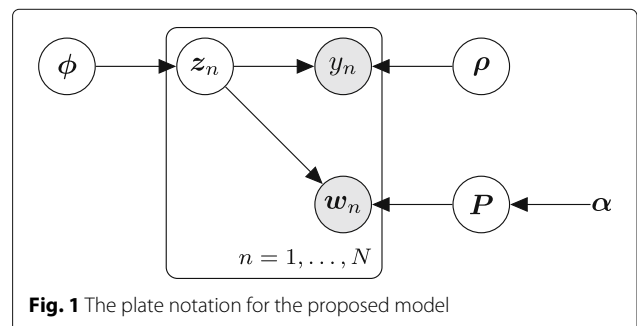 ϕ z_n y_n ρ
w_n P α
n = 1, . . . , N
Fig. 1 The plate notation for the proposed model